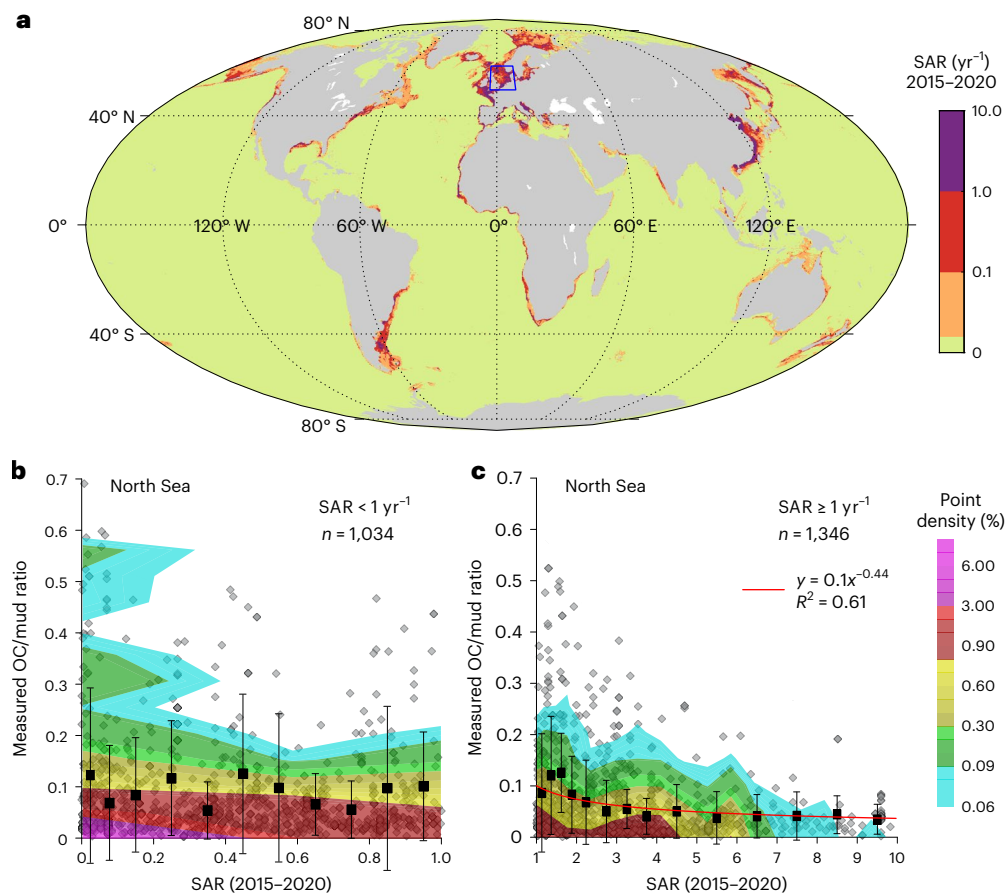 a
80° N
40° N
0°
120° W
60° W
0°
60° E
120° E
40° S
80° S
SAR (yr⁻¹)
2015–2020
10.0
1.0
0.1
0
b
North Sea
SAR < 1 yr⁻¹
n = 1,034
Measured OC/mud ratio
0.7
0.6
0.5
0.4
0.3
0.2
0.1
0
0
0.2
0.4
0.6
0.8
1.0
SAR (2015–2020)
c
North Sea
SAR ≥ 1 yr⁻¹
n = 1,346
y = 0.1x⁻⁰·⁴⁴
R² = 0.61
Measured OC/mud ratio
0.7
0.6
0.5
0.4
0.3
0.2
0.1
0
1
2
3
4
5
6
7
8
9
10
SAR (2015–2020)
Point
density (%)
6.00
3.00
0.90
0.60
0.30
0.09
0.06